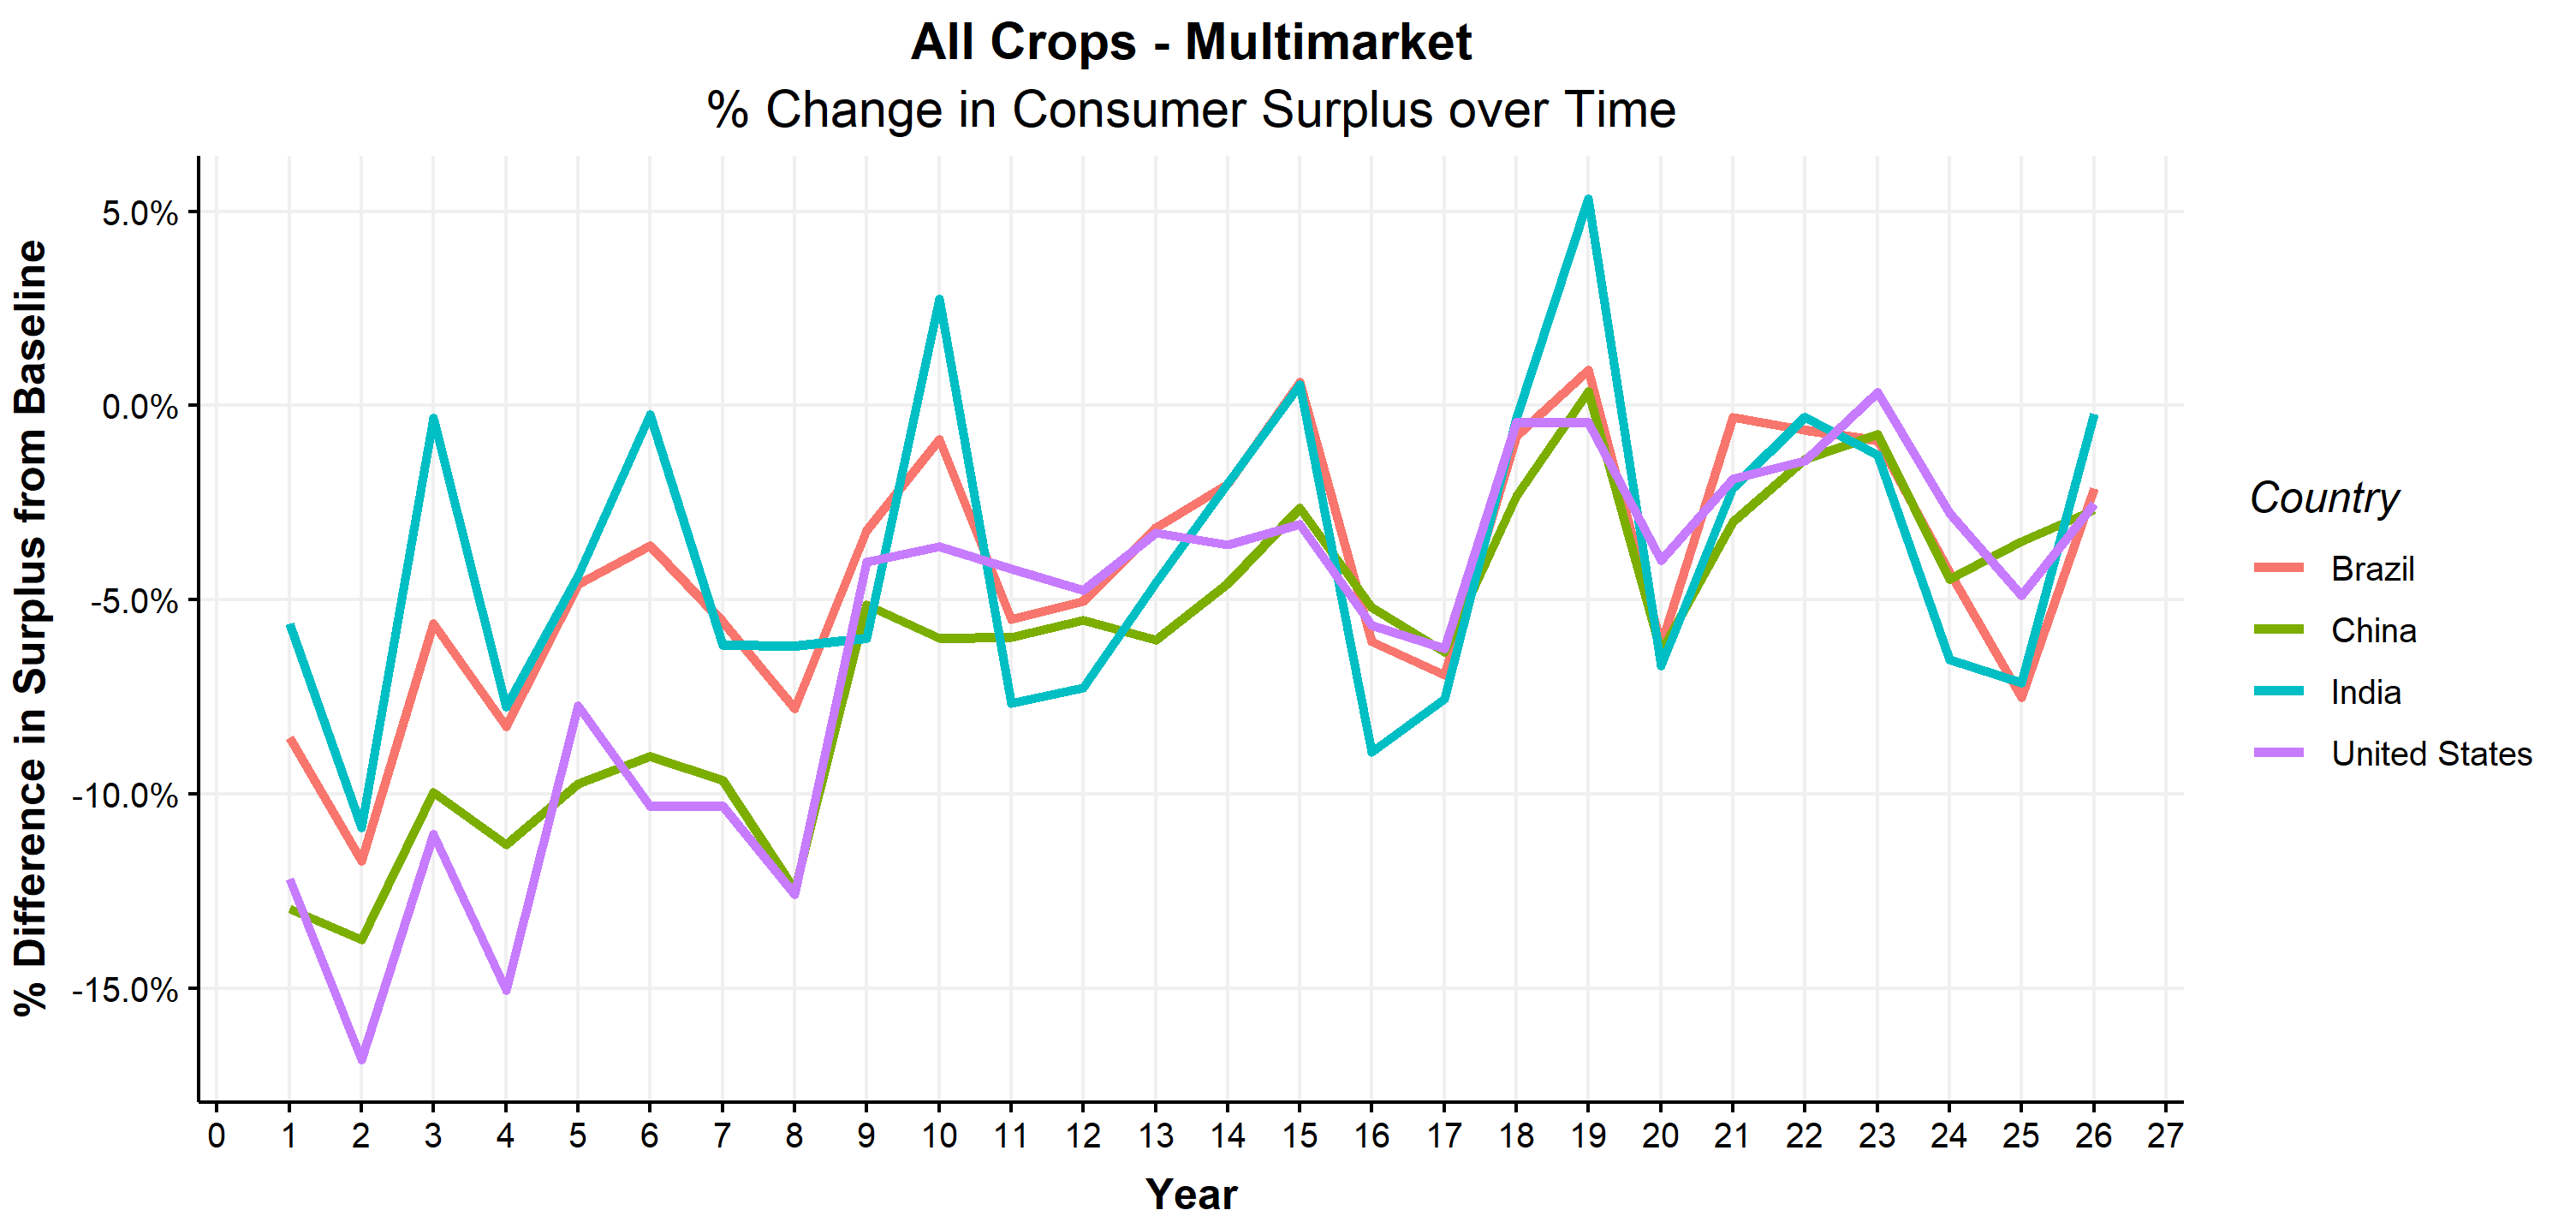 All Crops - Multimarket
% Change in Consumer Surplus over Time
% Difference in Surplus from Baseline
5.0%
0.0%
-5.0%
-10.0%
-15.0%
0 1 2 3 4 5 6 7 8 9 10 11 12 13 14 15 16 17 18 19 20 21 22 23 24 25 26 27
Year
Country
Brazil
China
India
United States